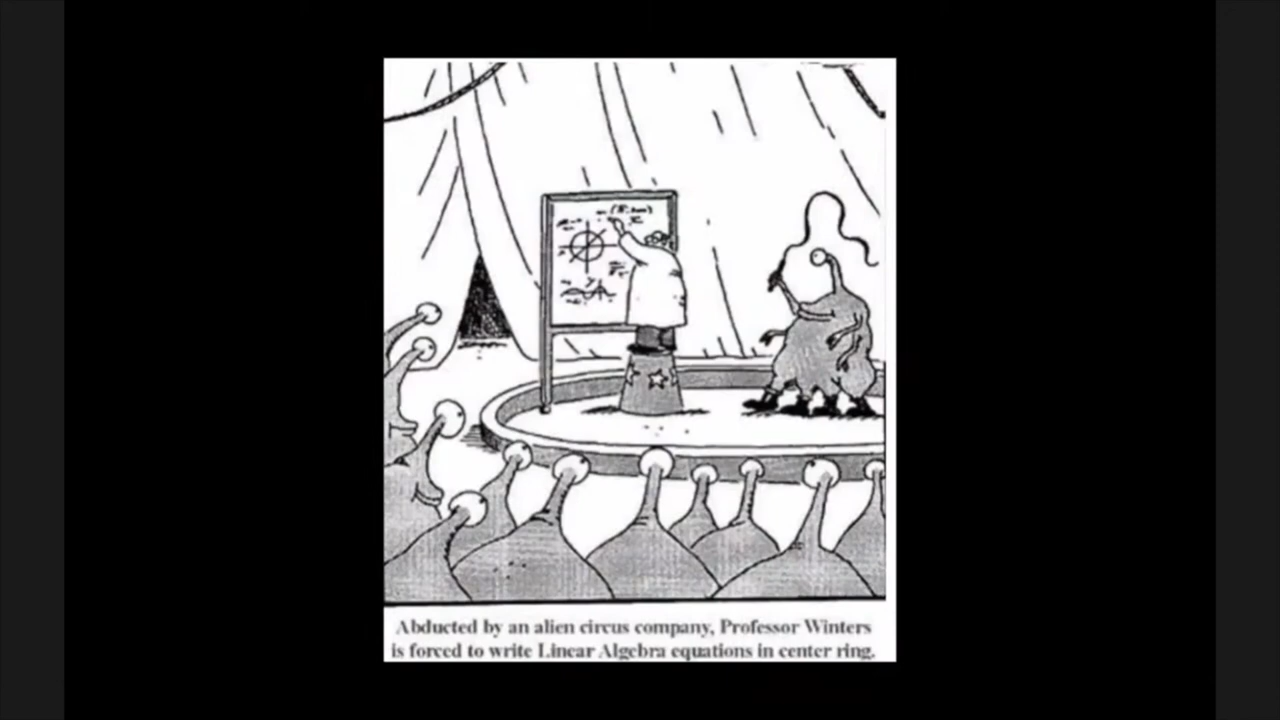 Abducted by an alien circus company, Professor Winters
is forced to write Linear Algebra equations in center ring.